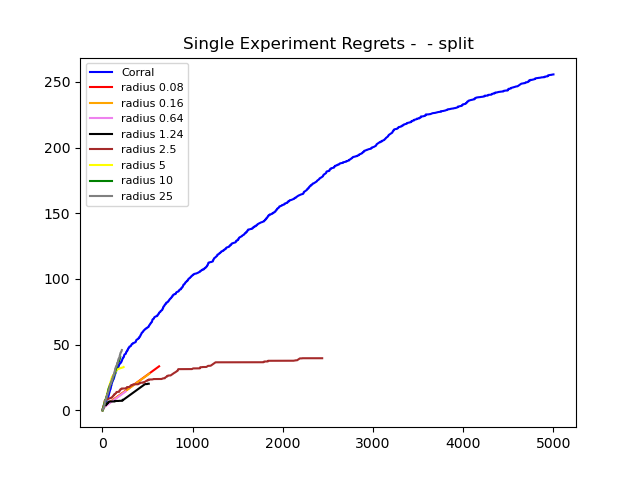 Single Experiment Regrets -  - split
250
200
150
100
50
0
Corral
radius 0.08
radius 0.16
radius 0.64
radius 1.24
radius 2.5
radius 5
radius 10
radius 25
0 1000 2000 3000 4000 5000